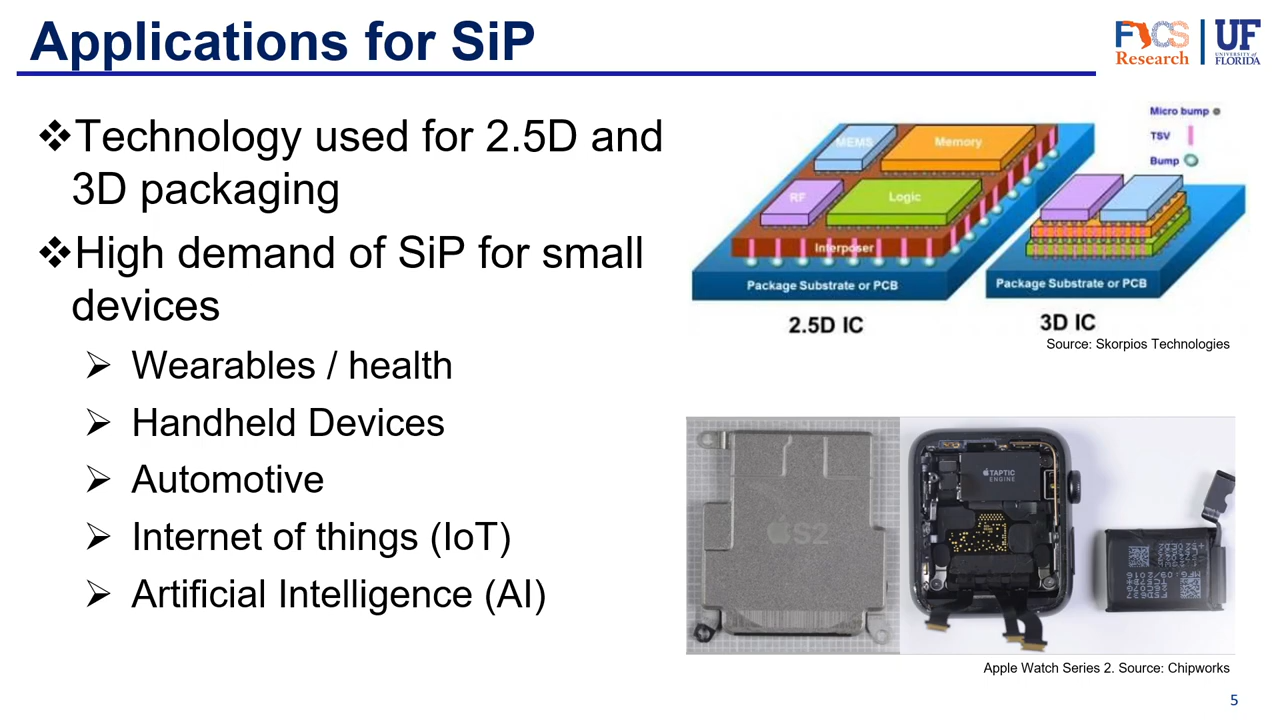 Applications for SiP
FICS
Research
UF
UNIVERSITY of
FLORIDA
❖Technology used for 2.5D and
3D packaging
❖High demand of SiP for small
devices
➢ Wearables / health
➢ Handheld Devices
➢ Automotive
➢ Internet of things (IoT)
➢ Artificial Intelligence (AI)
Micro bump
TSV
Bump
MEMS
Memory
RF
Logic
Interposer
Package Substrate or PCB
Package Substrate or PCB
2.5D IC
3D IC
Source: Skorpios Technologies
S2
TAPTIC
ENGINE
Apple Watch Series 2. Source: Chipworks
5